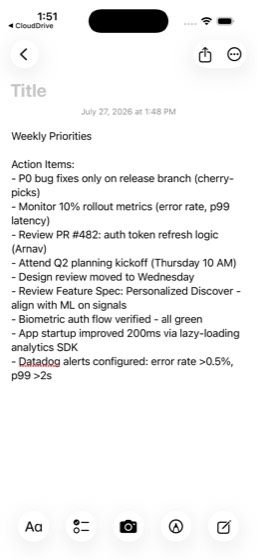 1:51
◀ CloudDrive
Title
July 27, 2026 at 1:48 PM
Weekly Priorities
Action Items:
- P0 bug fixes only on release branch (cherry-
picks)
- Monitor 10% rollout metrics (error rate, p99
latency)
- Review PR #482: auth token refresh logic
(Arnav)
- Attend Q2 planning kickoff (Thursday 10 AM)
- Design review moved to Wednesday
- Review Feature Spec: Personalized Discover -
align with ML on signals
- Biometric auth flow verified - all green
- App startup improved 200ms via lazy-loading
analytics SDK
- Datadog alerts configured: error rate >0.5%,
p99 >2s
Aa